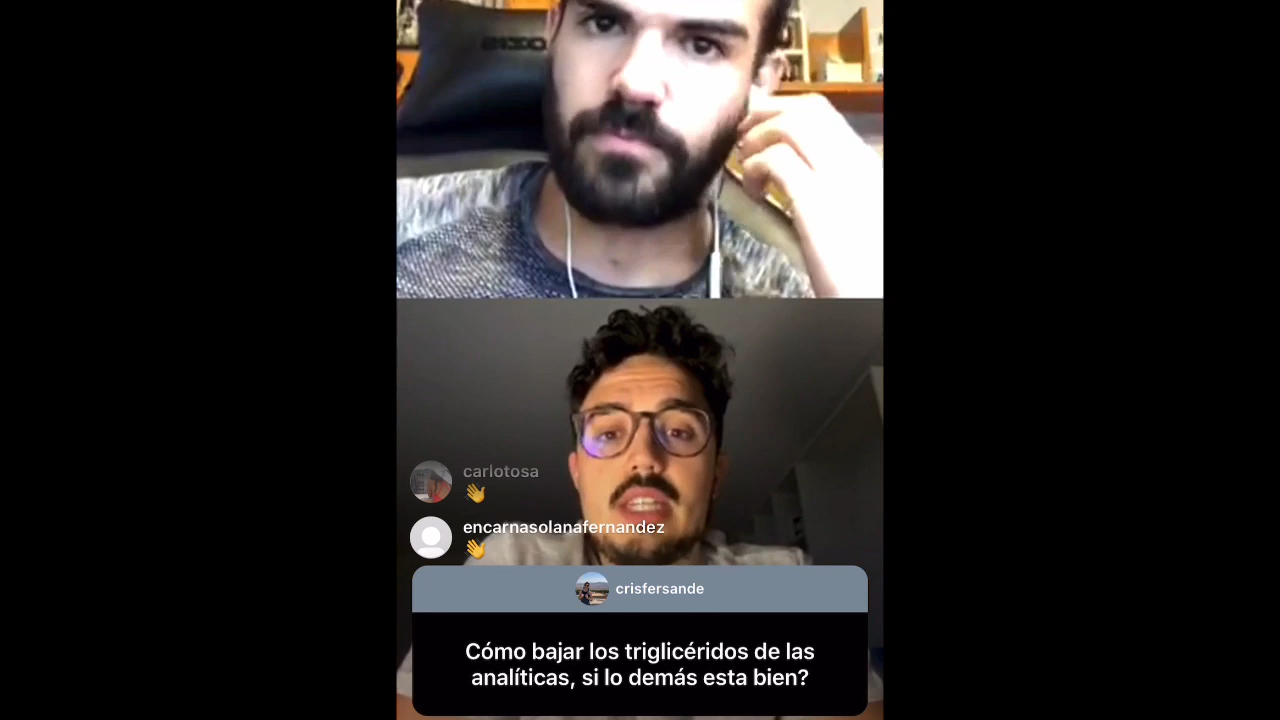 carlotosa
encarnasolanafernandez
crisfersande
Cómo bajar los triglicéridos de las
analíticas, si lo demás esta bien?